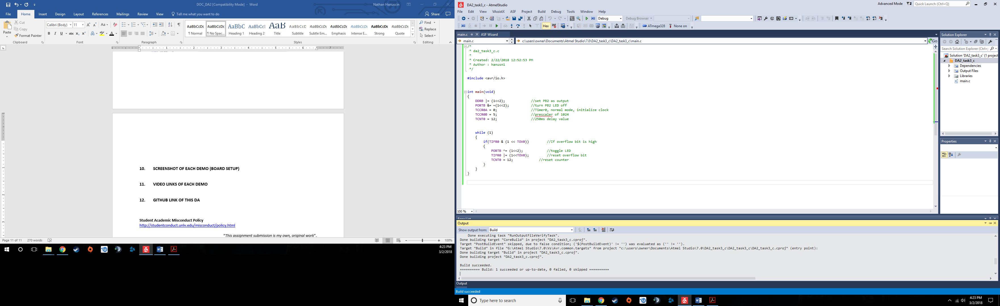 DOC_DA2 [Compatibility Mode] - Word
Nathan Hanuscin
File Home Insert Design Layout References Mailings Review View Tell me what you want to do Share
Paste
Cut
Copy
Format Painter
Clipboard
Calibri (Body) 11
Font
Paragraph
AaBbCcDc AaBbCcDc AaBbC AaBbCcI AaB AaBbCcD AaBbCcDc AaBbCcDc AaBbCcDc AaBbCcDc AaBbCcDc
¶ Normal ¶ No Spac... Heading 1 Heading 2 Title Subtitle Subtle Em... Emphasis Intense E... Strong Quote
Styles
Find
Replace
Select
Editing
10. SCREENSHOT OF EACH DEMO (BOARD SETUP)
11. VIDEO LINKS OF EACH DEMO
12. GITHUB LINK OF THIS DA
Student Academic Misconduct Policy
http://studentconduct.unlv.edu/misconduct/policy.html
“This assignment submission is my own, original work”.
Page 11 of 11 270 words
100%
4:23 PM
3/2/2018
DA2_task3_c - AtmelStudio
Advanced Mode 2 Quick Launch (Ctrl+Q)
File Edit View VAssistX ASF Project Build Debug Tools Window Help
Debug Debug Browser
Hex ATmega328 None on
main.c ASF Wizard
main.c c:\users\owner\Documents\Atmel Studio\7.0\DA2_task3_c\DA2_task3_c\main.c Go
/*
* da2_task3_c.c
*
* Created: 2/22/2018 12:52:53 PM
* Author : hanusn1
*/
#include <avr/io.h>
int main(void)
{
DDRB |= (1<<2); //set PB2 as output
PORTB &= ~(1<<2); //turn PB2 LED off
TCCR0A = 0; //Timer0, normal mode, initialize clock
TCCR0B = 5; //prescaler of 1024
TCNT0 = 12; //250ms delay value
while (1)
{
if(TIFR0 & (1 << TOV0)) //If overflow bit is high
{
PORTB ^= (1<<2); //toggle LED
TIFR0 |= (1<<TOV0); //reset overflow bit
TCNT0 = 12; //reset counter
}
}
}
100 %
Solution Explorer
Search Solution Explorer (Ctrl+;
Solution 'DA2_task3_c' (1 project
DA2_task3_c
Dependencies
Output Files
Libraries
main.c
Properties
Error List
Output
Show output from: Build
Done executing task "RunOutputFileVerifyTask".
Done building target "CoreBuild" in project "DA2_task3_c.cproj".
Target "PostBuildEvent" skipped, due to false condition; ('$(PostBuildEvent)' != '') was evaluated as ('' != '').
Target "Build" in file "G:\Atmel Studio\7.0\Vs\Avr.common.targets" from project "c:\users\owner\Documents\Atmel Studio\7.0\DA2_task3_c\DA2_task3_c\DA2_task3_c.cproj" (entry point):
Done building target "Build" in project "DA2_task3_c.cproj".
Done building project "DA2_task3_c.cproj".
Build succeeded.
========== Build: 1 succeeded or up-to-date, 0 failed, 0 skipped ==========
Output
Build succeeded
Type here to search
4:23 PM
3/2/2018